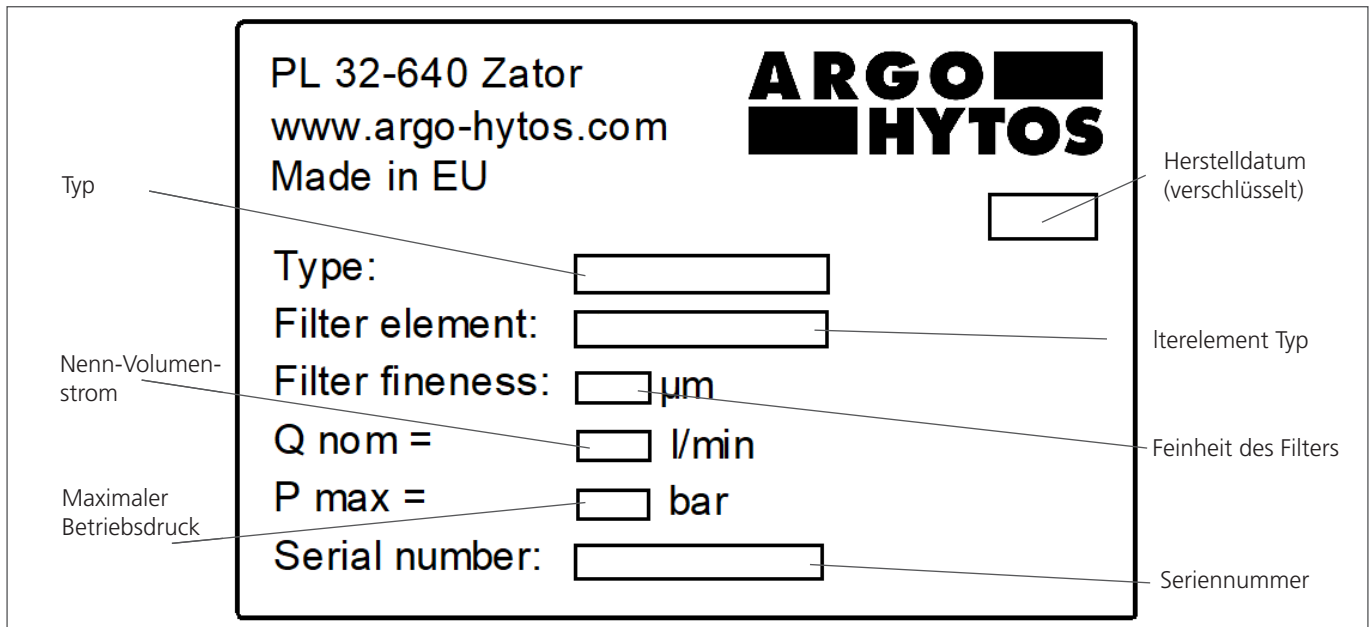 PL 32-640 Zator
www.argo-hytos.com
Made in EU
ARGO
HYTOS
Herstelldatum
(verschlüsselt)
Typ
Type:
Filter element:
lterelement Typ
Nenn-Volumen-
strom
Filter fineness: µm
Q nom = l/min
Feinheit des Filters
Maximaler
Betriebsdruck
P max = bar
Serial number:
Seriennummer